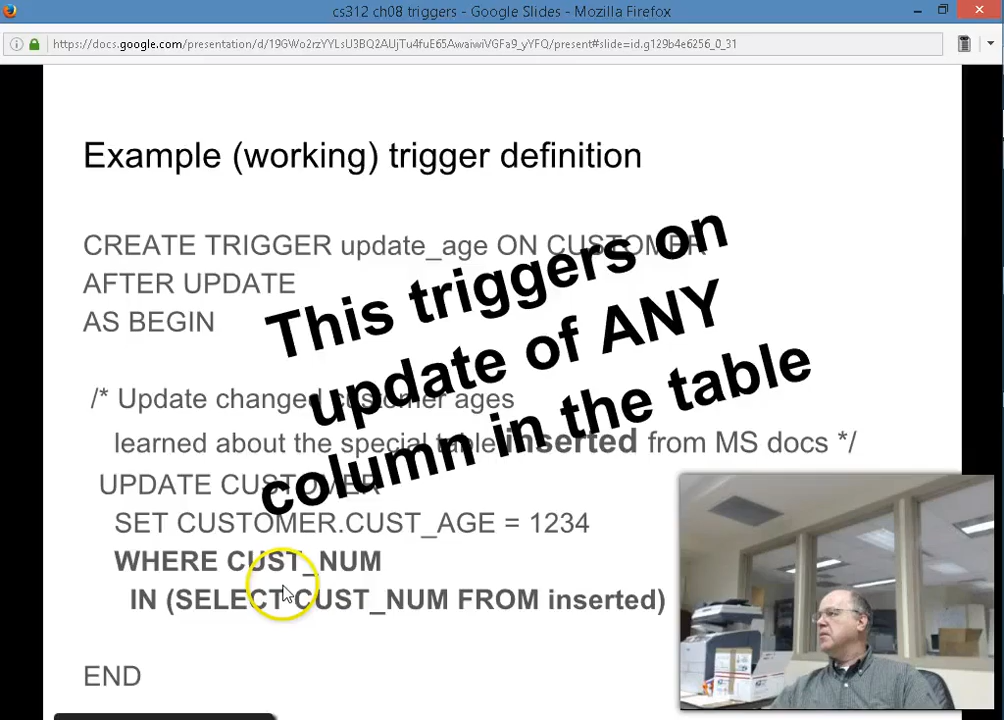 cs312 ch08 triggers - Google Slides - Mozilla Firefox
https://docs.google.com/presentation/d/19GWo2rzYYLsU3BQ2AUjTu4fuE65AwaiwiVGFa9_yYFQ/present#slide=id.g129b4e6256_0_31
Example (working) trigger definition
CREATE TRIGGER update_age ON CUSTOMER
AFTER UPDATE
AS BEGIN
This triggers on
update of ANY
column in the table
/* Update changed customer ages
learned about the special table inserted from MS docs */
UPDATE CUSTOMER
SET CUSTOMER.CUST_AGE = 1234
WHERE CUST_NUM
IN (SELECT CUST_NUM FROM inserted)
END